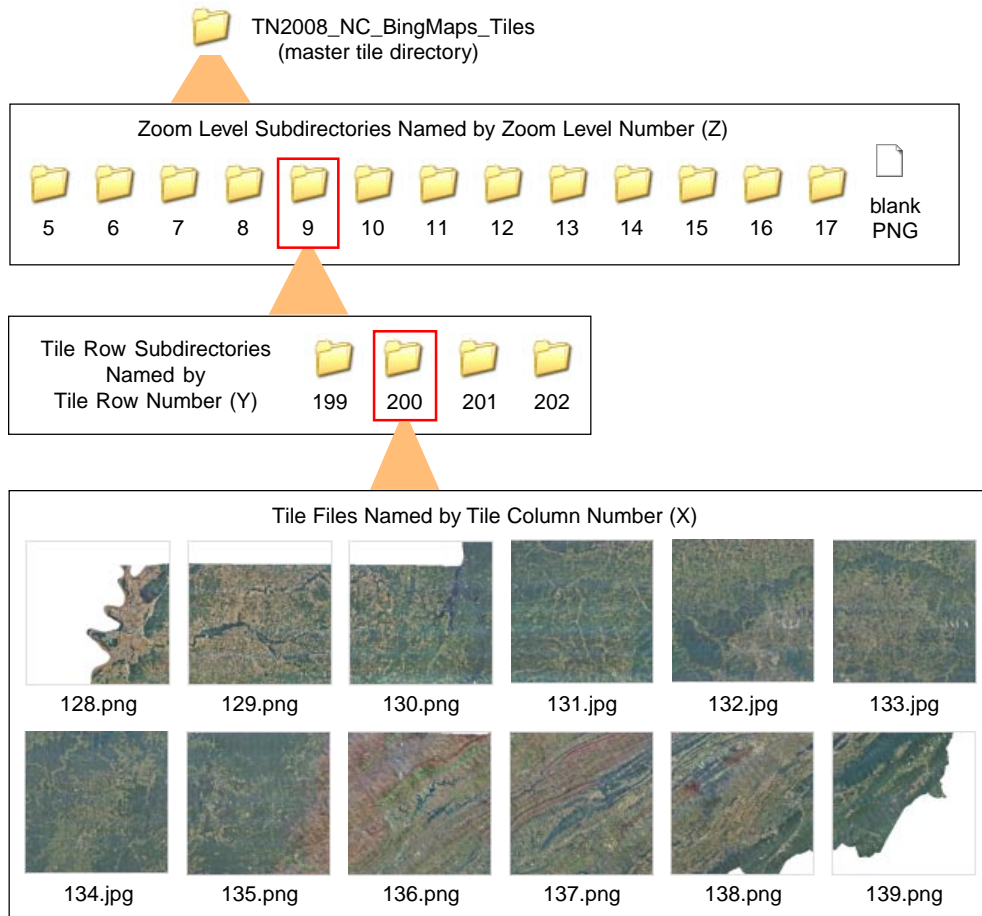 TN2008_NC_BingMaps_Tiles
(master tile directory)
Zoom Level Subdirectories Named by Zoom Level Number (Z)
5 6 7 8 9 10 11 12 13 14 15 16 17 blank
PNG
Tile Row Subdirectories
Named by
Tile Row Number (Y)
199 200 201 202
Tile Files Named by Tile Column Number (X)
128.png 129.png 130.png 131.jpg 132.jpg 133.jpg
134.jpg 135.png 136.png 137.png 138.png 139.png